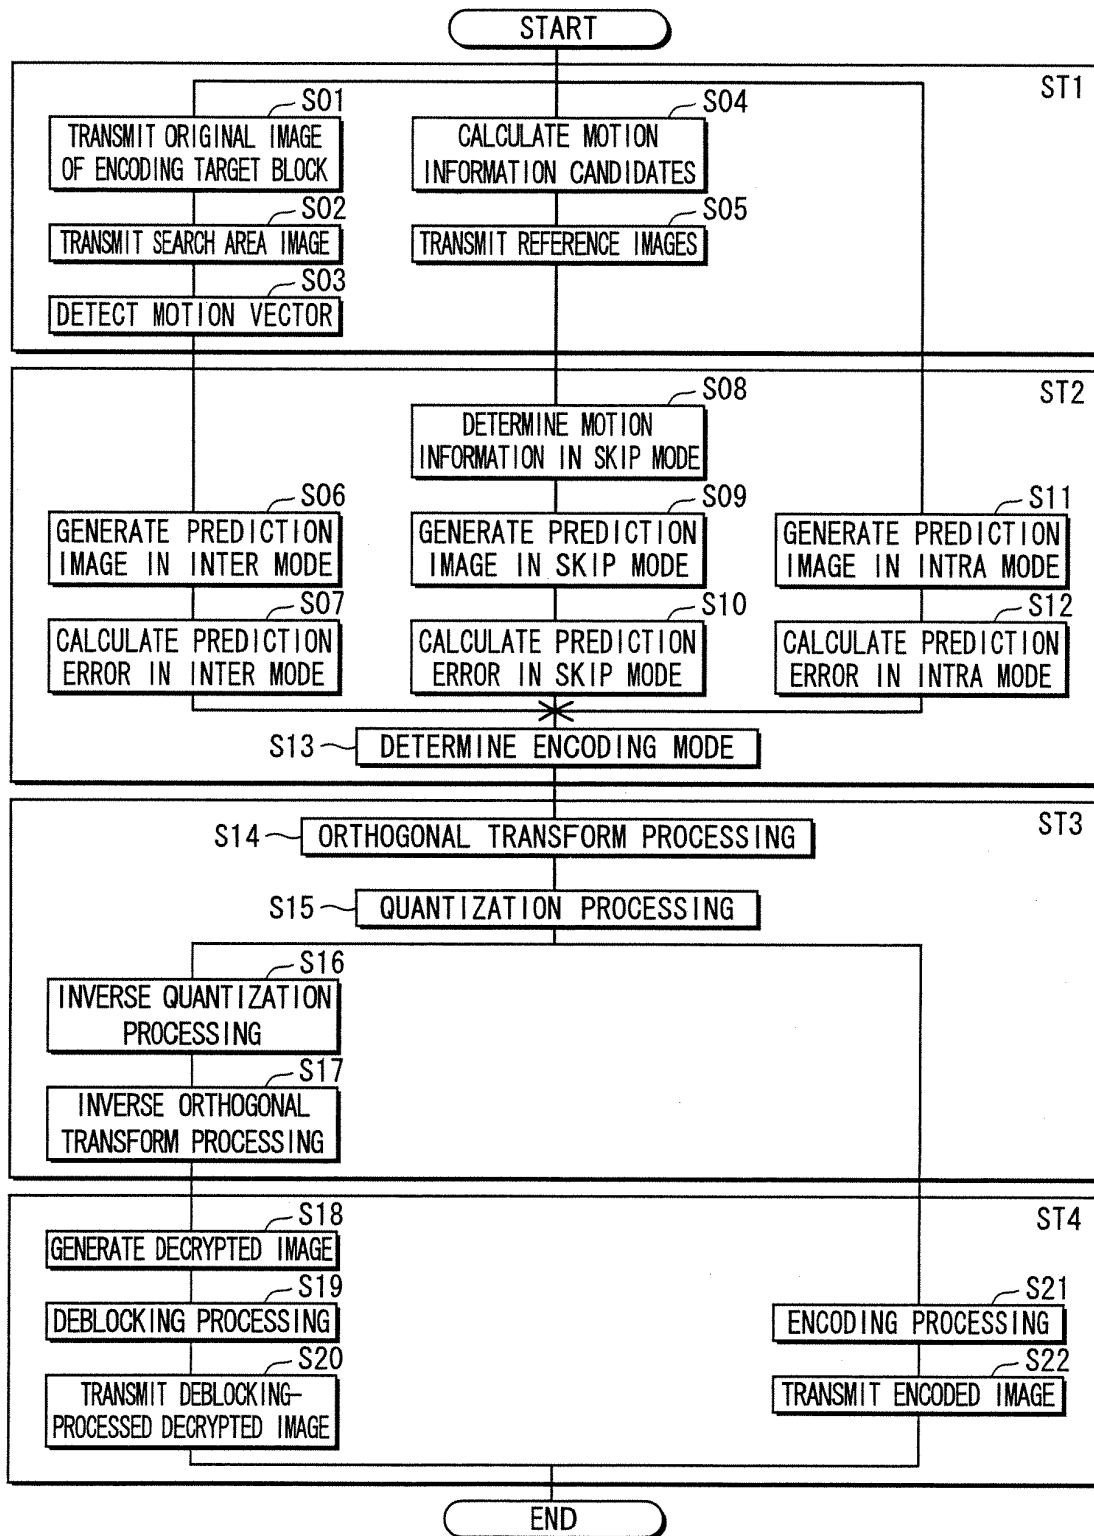 START
ST1
S01
TRANSMIT ORIGINAL IMAGE
OF ENCODING TARGET BLOCK
S02
TRANSMIT SEARCH AREA IMAGE
S03
DETECT MOTION VECTOR
S04
CALCULATE MOTION
INFORMATION CANDIDATES
S05
TRANSMIT REFERENCE IMAGES
ST2
S06
GENERATE PREDICTION
IMAGE IN INTER MODE
S07
CALCULATE PREDICTION
ERROR IN INTER MODE
S08
DETERMINE MOTION
INFORMATION IN SKIP MODE
S09
GENERATE PREDICTION
IMAGE IN SKIP MODE
S10
CALCULATE PREDICTION
ERROR IN SKIP MODE
S11
GENERATE PREDICTION
IMAGE IN INTRA MODE
S12
CALCULATE PREDICTION
ERROR IN INTRA MODE
S13
DETERMINE ENCODING MODE
ST3
S14
ORTHOGONAL TRANSFORM PROCESSING
S15
QUANTIZATION PROCESSING
S16
INVERSE QUANTIZATION
PROCESSING
S17
INVERSE ORTHOGONAL
TRANSFORM PROCESSING
ST4
S18
GENERATE DECRYPTED IMAGE
S19
DEBLOCKING PROCESSING
S20
TRANSMIT DEBLOCKING-
PROCESSED DECRYPTED IMAGE
S21
ENCODING PROCESSING
S22
TRANSMIT ENCODED IMAGE
END